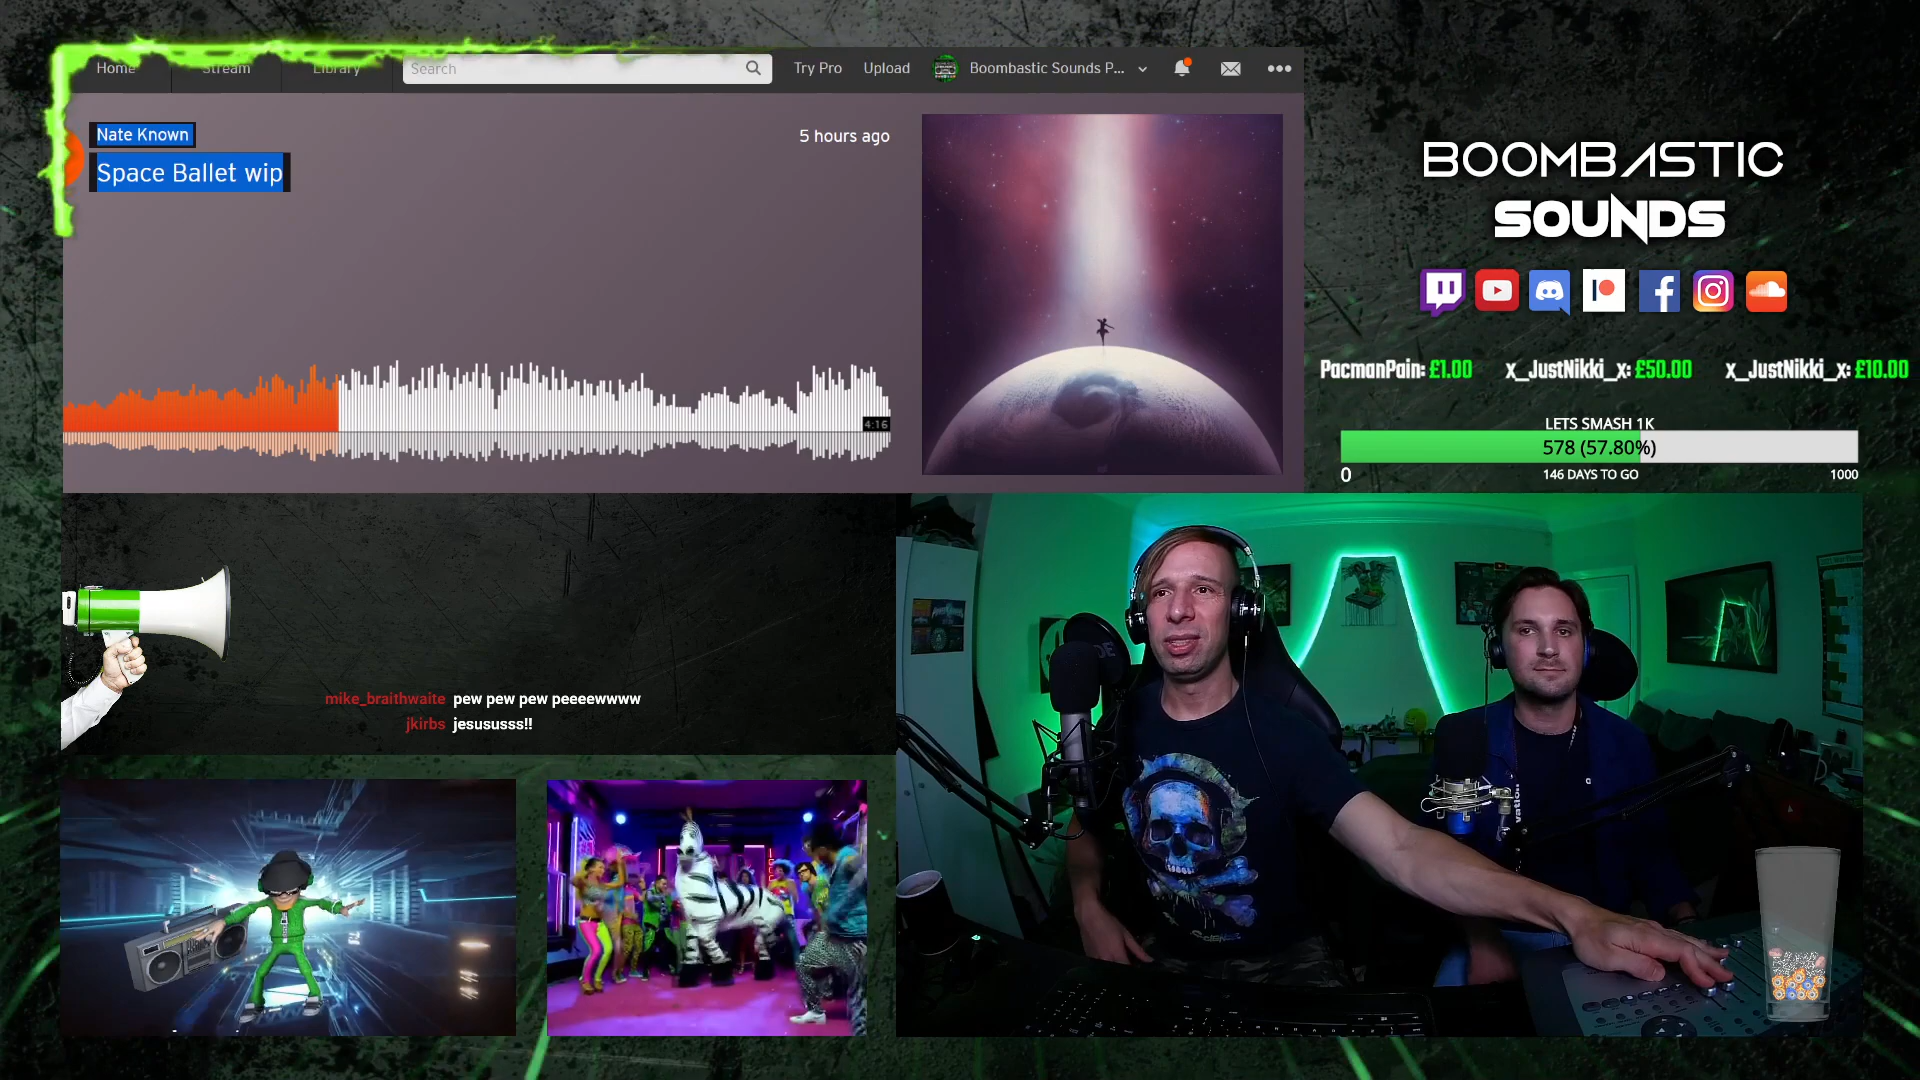 Home
Stream
Library
Search
Try Pro
Upload
Boombastic Sounds P...
Nate Known
Space Ballet wip
5 hours ago
4:16
BOOMBASTIC
SOUNDS
PacmanPain: £1.00
x_JustNikki_x: £50.00
x_JustNikki_x: £10.00
LETS SMASH 1K
578 (57.80%)
0
146 DAYS TO GO
1000
mike_braithwaite pew pew pew peeeewwww
jkirbs jesusususs!!